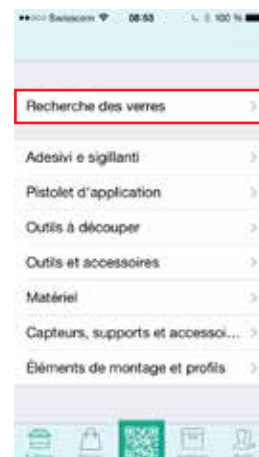 Swisscom 08:53 100 %
Recherche des verres
Adesivi e sigillanti
Pistolet d'application
Outils à découper
Outils et accessoires
Matériel
Capteurs, supports et accessoi...
Éléments de montage et profils